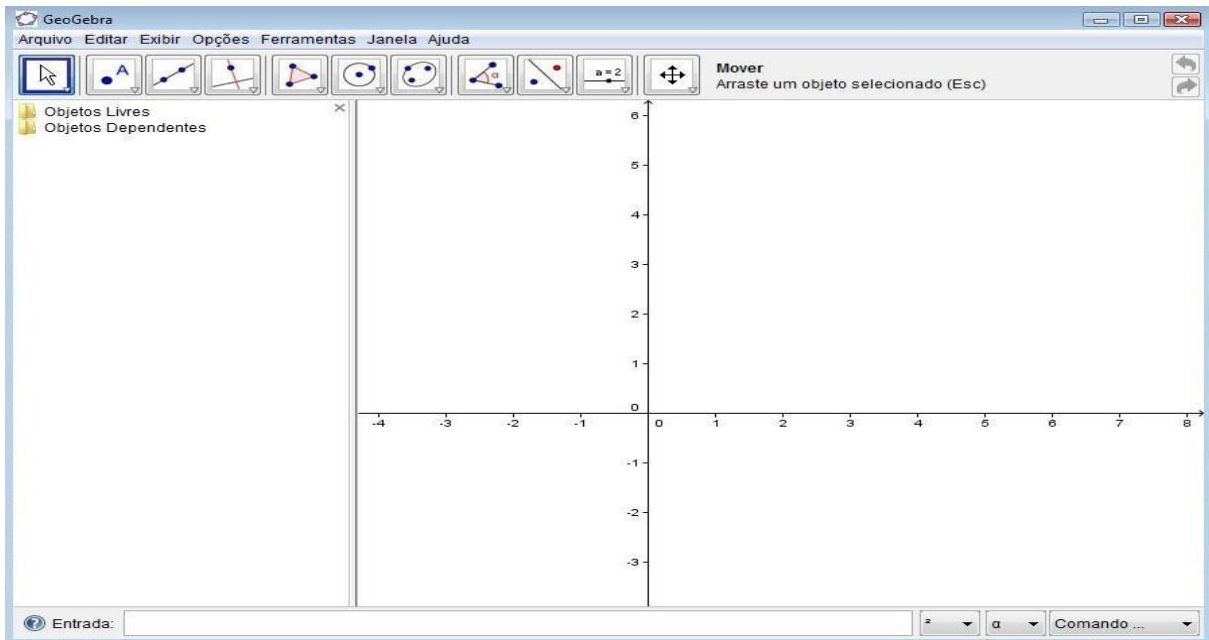 GeoGebra
Arquivo Editar Exibir Opções Ferramentas Janela Ajuda
A
α
a = 2
Mover
Arraste um objeto selecionado (Esc)
Objetos Livres
Objetos Dependentes
6
5
4
3
2
1
0
-4 -3 -2 -1 0 1 2 3 4 5 6 7 8
-1
-2
-3
Entrada: ² α Comando ...